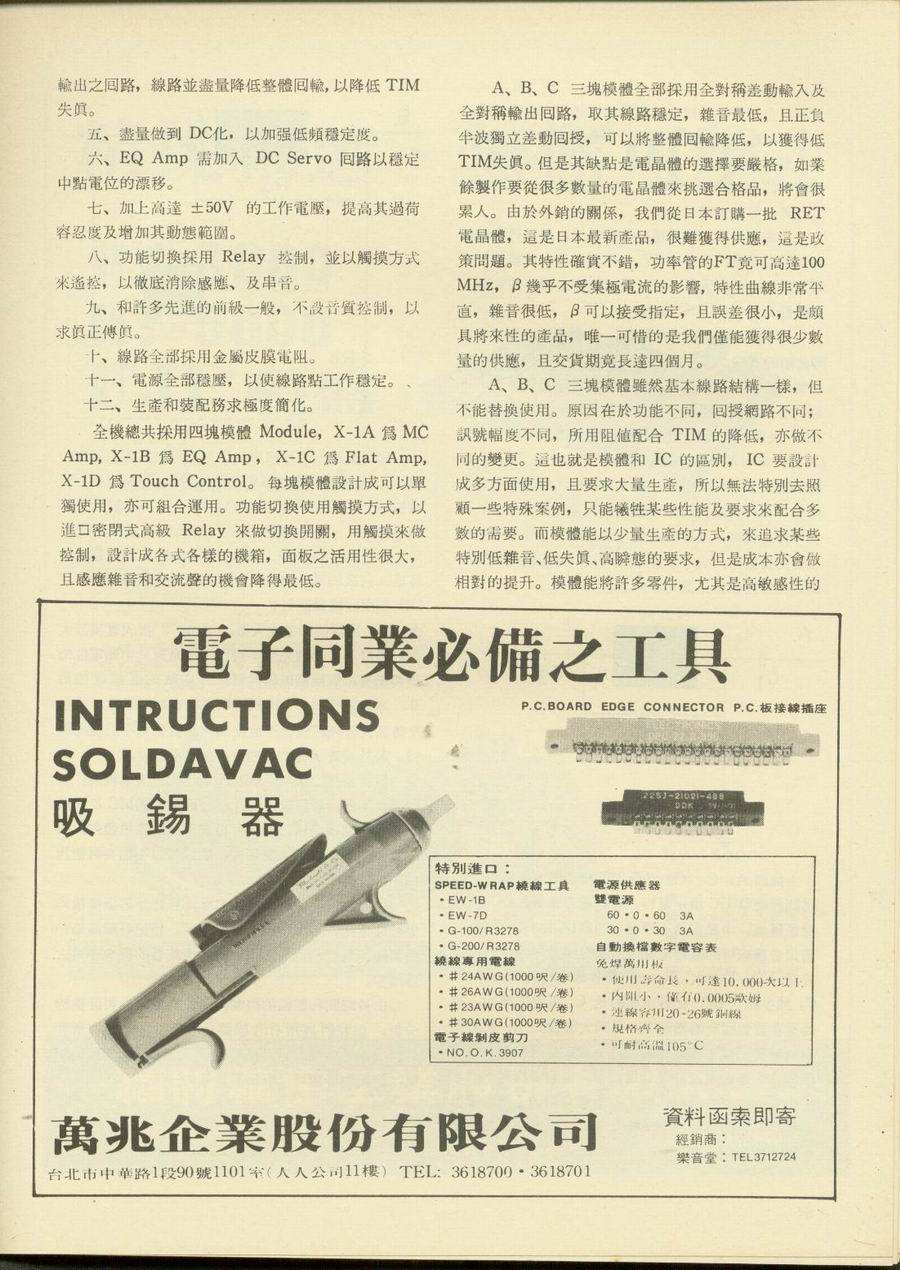 輸出之回路，線路並盡量降低整體回輸，以降低 TIM
失眞。
五、盡量做到 DC化，以加强低頻穩定度。
六、EQ Amp 需加入 DC Servo 回路以穩定
中點電位的漂移。
七、加上高達 ±50V 的工作電壓，提高其過荷
容忍度及增加其動態範圍。
八、功能切換採用 Relay 控制，並以觸摸方式
來遙控，以徹底消除感應、及串音。
九、和許多先進的前級一般，不設音質控制，以
求眞正傳眞。
十、線路全部採用金屬皮膜電阻。
十一、電源全部穩壓，以使線路點工作穩定。
十二、生產和裝配務求極度簡化。
全機總共採用四塊模體 Module，X-1A 爲 MC
Amp, X-1B 爲 EQ Amp， X-1C 爲 Flat Amp,
X-1D 爲 Touch Control。 每塊模體設計成可以單
獨使用，亦可組合運用。功能切換使用觸摸方式，以
進口密閉式高級 Relay 來做切換開關，用觸摸來做
控制，設計成各式各樣的機箱，面板之活用性很大，
且感應雜音和交流聲的機會降得最低。
A、B、C 三塊模體全部採用全對稱差動輸入及
全對稱輸出回路，取其線路穩定，雜音最低，且正負
半波獨立差動回授，可以將整體回輸降低，以獲得低
TIM失眞。但是其缺點是電晶體的選擇要嚴格，如業
餘製作要從很多數量的電晶體來挑選合格品，將會很
累人。由於外銷的關係，我們從日本訂購一批 RET
電晶體，這是日本最新產品，很難獲得供應，這是政
策問題。其特性確實不錯，功率管的FT竟可高達100
MHz，β幾乎不受集極電流的影響，特性曲線非常平
直，雜音很低，β可以接受指定，且誤差很小，是頗
具將來性的產品，唯一可惜的是我們僅能獲得很少數
量的供應，且交貨期竟長達四個月。
A、B、C 三塊模體雖然基本線路結構一樣，但
不能替換使用。原因在於功能不同，回授網路不同；
訊號幅度不同，所用阻値配合 TIM 的降低，亦做不
同的變更。這也就是模體和 IC 的區別， IC 要設計
成多方面使用，且要求大量生產，所以無法特別去照
顧一些特殊案例，只能犧牲某些性能及要求來配合多
數的需要。而模體能以少量生產的方式，來追求某些
特別低雜音、低失眞、高瞬態的要求，但是成本亦會做
相對的提升。模體能將許多零件，尤其是高敏感性的
電子同業必備之工具
INTRUCTIONS
SOLDAVAC
吸錫器
P.C.BOARD EDGE CONNECTOR P.C.板接線插座
225J-21021-488
DDK
特別進口：
SPEED-WRAP繞線工具
・EW-1B
・EW-7D
・G-100/R3278
・G-200/R3278
繞線專用電線
・＃24AWG(1000呎/卷)
・＃26AWG(1000呎/卷)
・＃23AWG(1000呎/卷)
・＃30AWG(1000呎/卷)
電子線剝皮剪刀
・NO.O.K.3907
電源供應器
雙電源
60・0・60 3A
30・0・30 3A
自動換檔數字電容表
免焊萬用板
・使用壽命長，可達10,000次以上
・內阻小，僅有0.0005歐姆
・連線容用20-26號銅線
・規格齊全
・可耐高溫105°C
萬兆企業股份有限公司
台北市中華路1段90號1101室(人人公司11樓) TEL: 3618700・3618701
資料函索即寄
經銷商：
樂音堂：TEL3712724